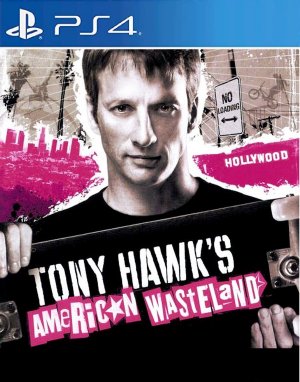 PS4
NO
LOADING
HOLLYWOOD
TONY HAWK'S
AMERICAN WASTELAND